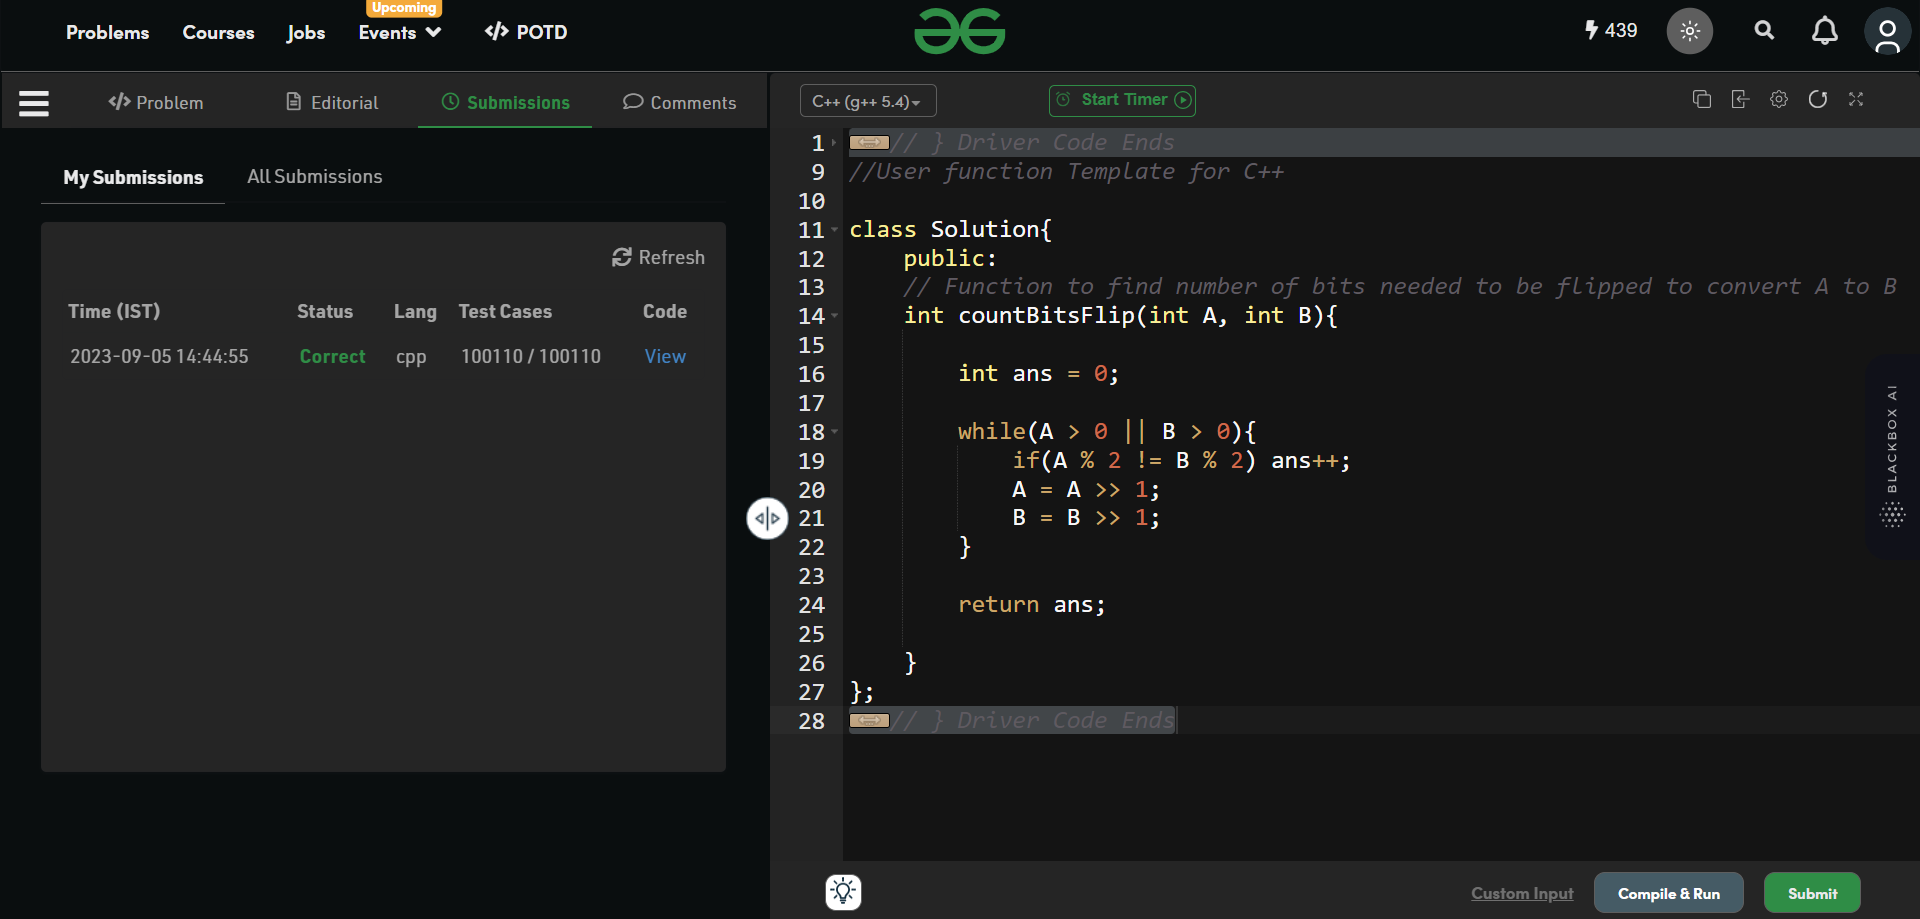 Problems Courses Jobs Events Upcoming POTD 439
Problem Editorial Submissions Comments
My Submissions All Submissions
Refresh
Time (IST) Status Lang Test Cases Code
2023-09-05 14:44:55 Correct cpp 100110 / 100110 View
C++ (g++ 5.4) Start Timer
1 // } Driver Code Ends
9 //User function Template for C++
10
11 class Solution{
12     public:
13     // Function to find number of bits needed to be flipped to convert A to B
14     int countBitsFlip(int A, int B){
15
16         int ans = 0;
17
18         while(A > 0 || B > 0){
19             if(A % 2 != B % 2) ans++;
20             A = A >> 1;
21             B = B >> 1;
22         }
23
24         return ans;
25
26     }
27 };
28 // } Driver Code Ends
BLACKBOX AI
Custom Input Compile & Run Submit